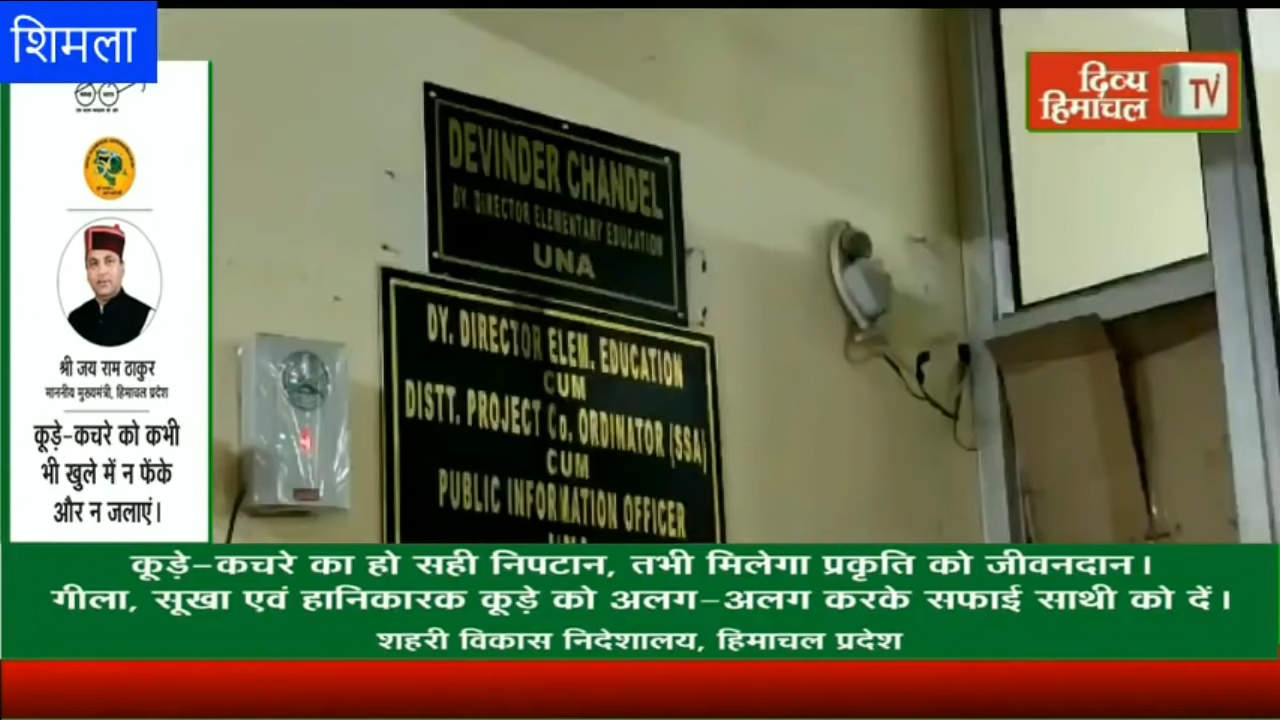 शिमला
दिव्य
हिमाचल
TV
DEVINDER CHANDEL
DY. DIRECTOR ELEMENTARY EDUCATION
UNA
DY. DIRECTOR ELEM. EDUCATION
CUM
DISTT. PROJECT Co. ORDINATOR (SSA)
CUM
PUBLIC INFORMATION OFFICER
श्री जय राम ठाकुर
माननीय मुख्यमंत्री, हिमाचल प्रदेश
कूड़े-कचरे को कभी
भी खुले में न फेंके
और न जलाएं।
कूड़े-कचरे का हो सही निपटान, तभी मिलेगा प्रकृति को जीवनदान।
गीला, सूखा एवं हानिकारक कूड़े को अलग-अलग करके सफाई साथी को दें।
शहरी विकास निदेशालय, हिमाचल प्रदेश